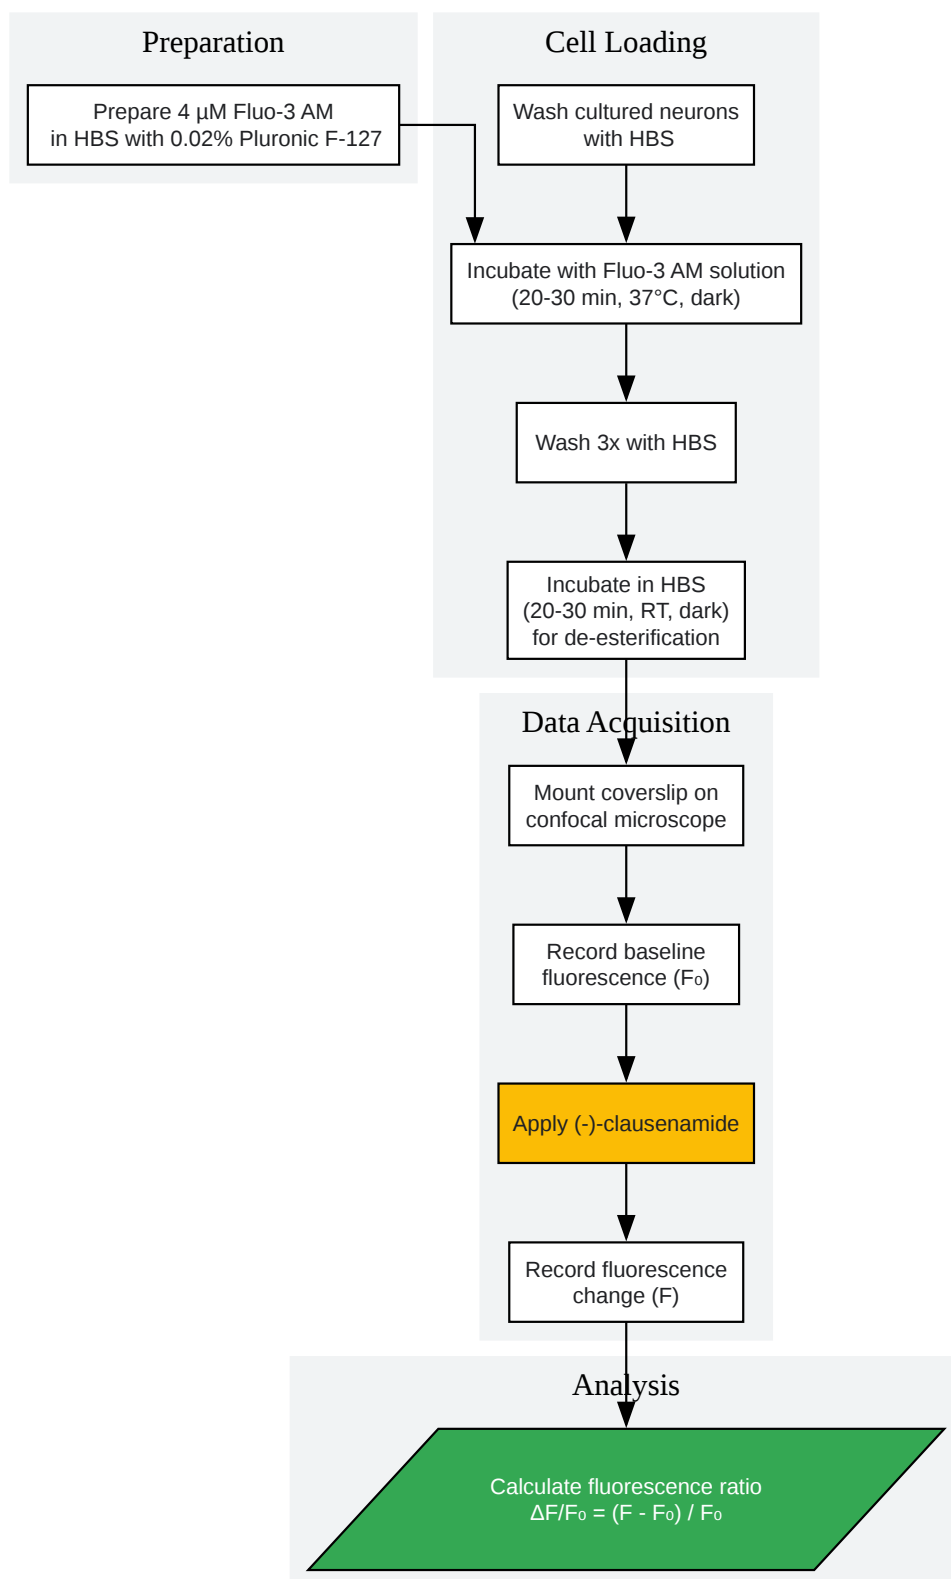 Preparation
Prepare 4 µM Fluo-3 AM
in HBS with 0.02% Pluronic F-127
Cell Loading
Wash cultured neurons
with HBS
Incubate with Fluo-3 AM solution
(20-30 min, 37°C, dark)
Wash 3x with HBS
Incubate in HBS
(20-30 min, RT, dark)
for de-esterification
Data Acquisition
Mount coverslip on
confocal microscope
Record baseline
fluorescence (F₀)
Apply (-)-clausenamide
Record fluorescence
change (F)
Analysis
Calculate fluorescence ratio
ΔF/F₀ = (F - F₀) / F₀